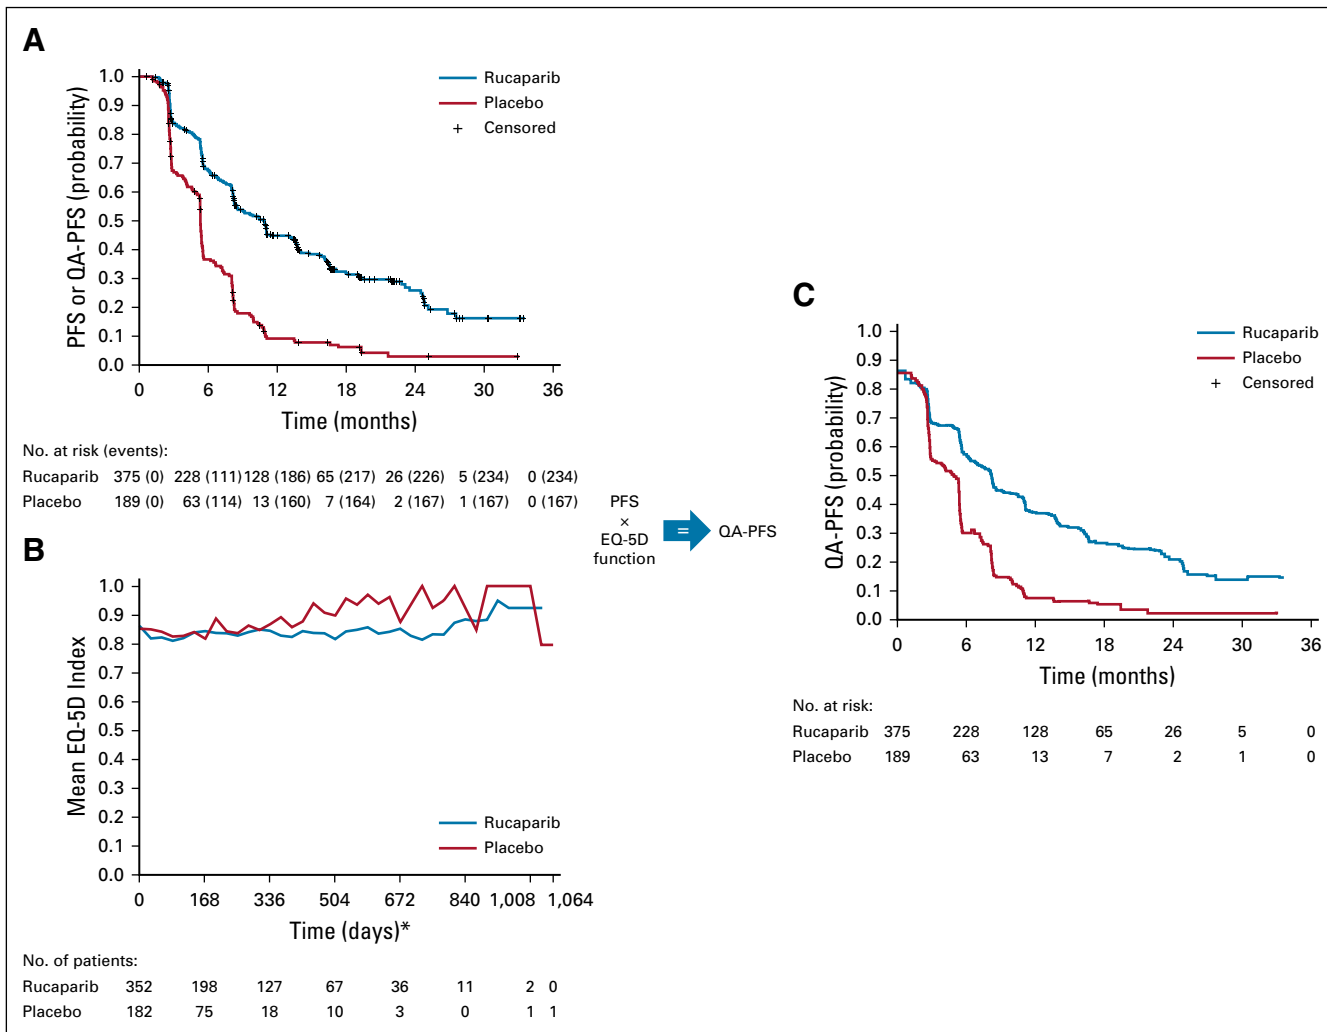 A
1.0
0.9
0.8
0.7
0.6
0.5
0.4
0.3
0.2
0.1
0.0
PFS or QA-PFS (probability)
Rucaparib
Placebo
+ Censored
0 6 12 18 24 30 36
Time (months)
No. at risk (events):
Rucaparib 375 (0) 228 (111) 128 (186) 65 (217) 26 (226) 5 (234) 0 (234)
Placebo 189 (0) 63 (114) 13 (160) 7 (164) 2 (167) 1 (167) 0 (167)
B
1.0
0.9
0.8
0.7
0.6
0.5
0.4
0.3
0.2
0.1
0.0
Mean EQ-5D Index
Rucaparib
Placebo
0 168 336 504 672 840 1,008 1,064
Time (days)*
No. of patients:
Rucaparib 352 198 127 67 36 11 2 0
Placebo 182 75 18 10 3 0 1 1
PFS
×
EQ-5D
function
=
QA-PFS
C
1.0
0.9
0.8
0.7
0.6
0.5
0.4
0.3
0.2
0.1
0.0
QA-PFS (probability)
Rucaparib
Placebo
+ Censored
0 6 12 18 24 30 36
Time (months)
No. at risk:
Rucaparib 375 228 128 65 26 5 0
Placebo 189 63 13 7 2 1 0